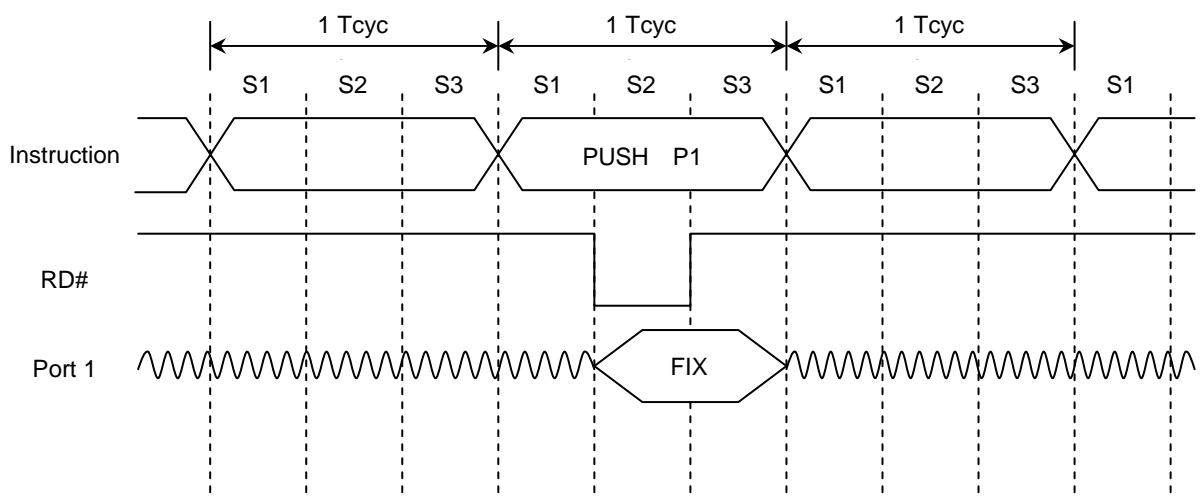 1 Tcyc 1 Tcyc 1 Tcyc
S1 S2 S3 S1 S2 S3 S1 S2 S3 S1
Instruction PUSH P1
RD#
Port 1 FIX